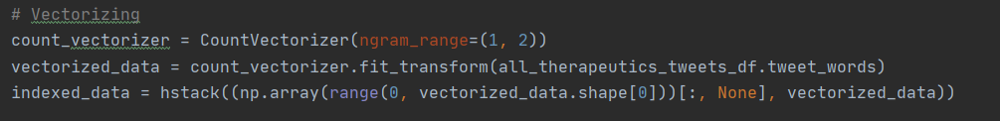 # Vectorizing
count_vectorizer = CountVectorizer(ngram_range=(1, 2))
vectorized_data = count_vectorizer.fit_transform(all_therapeutics_tweets_df.tweet_words)
indexed_data = hstack((np.array(range(0, vectorized_data.shape[0]))[:, None], vectorized_data))